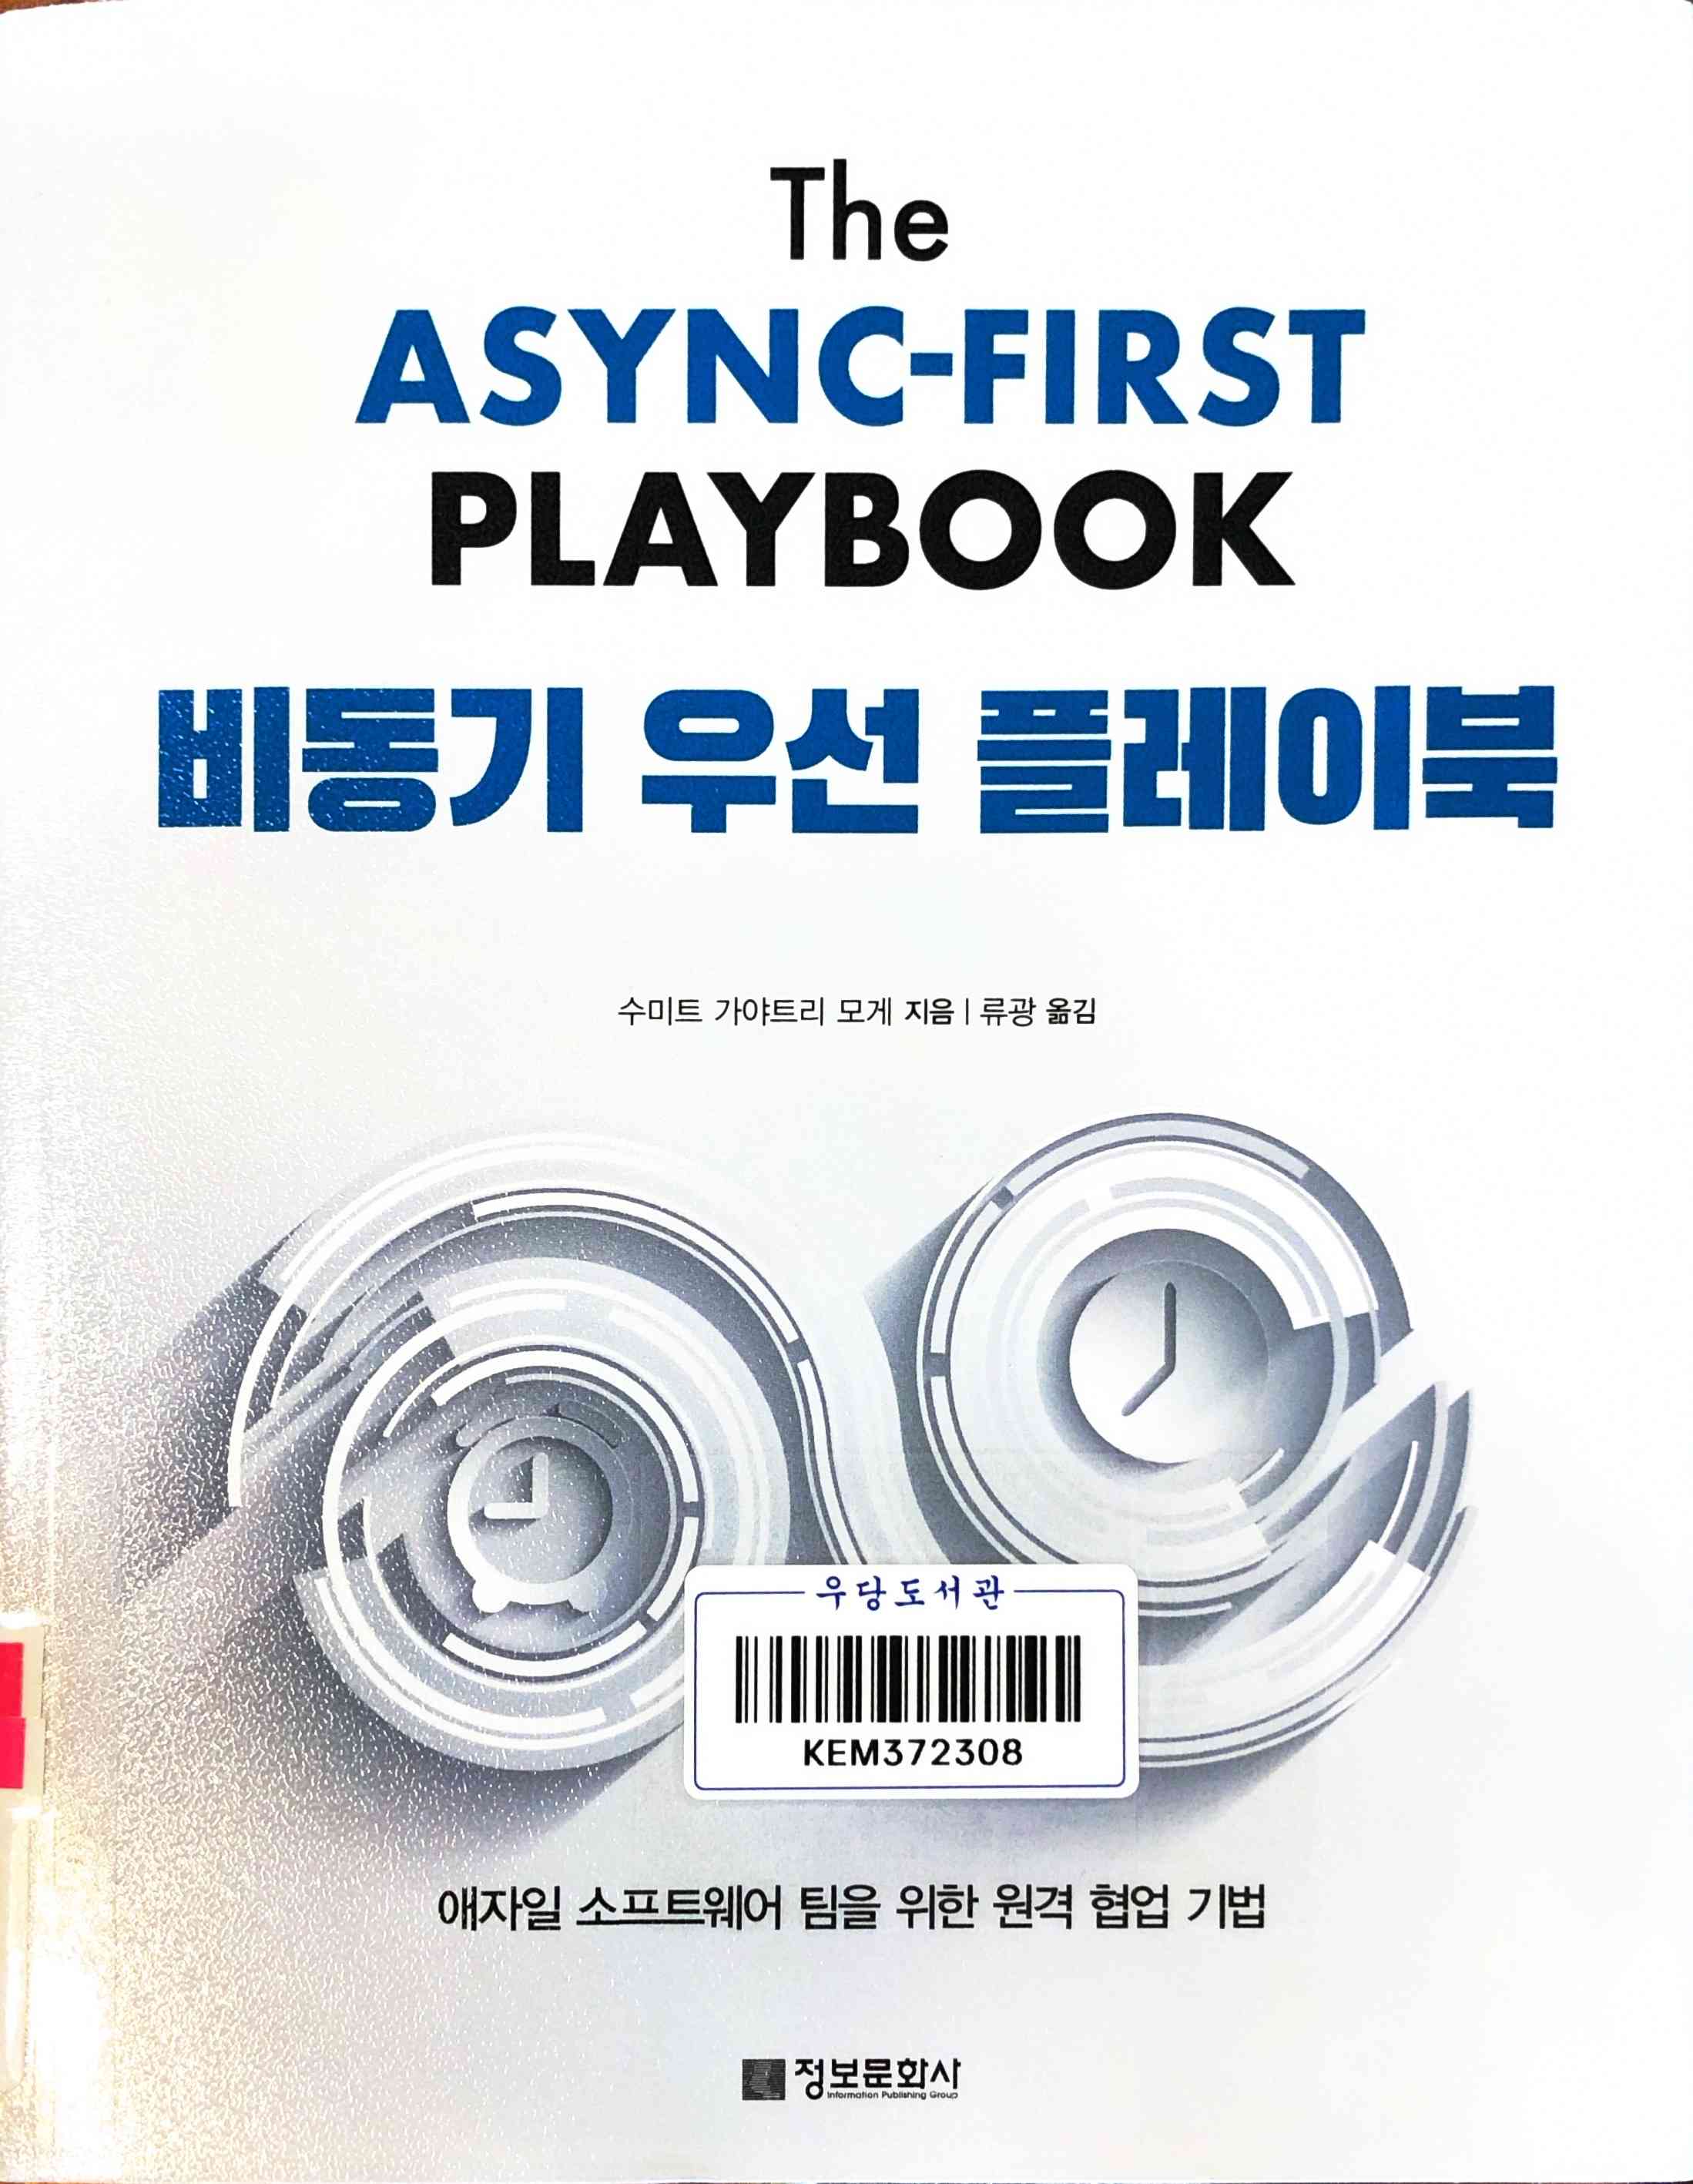 The
ASYNC-FIRST
PLAYBOOK
비동기 우선 플레이북
수미트 가야트리 모게 지음 | 류광 옮김
우당도서관
KEM372308
애자일 소프트웨어 팀을 위한 원격 협업 기법
정보문화사
Information Publishing Group